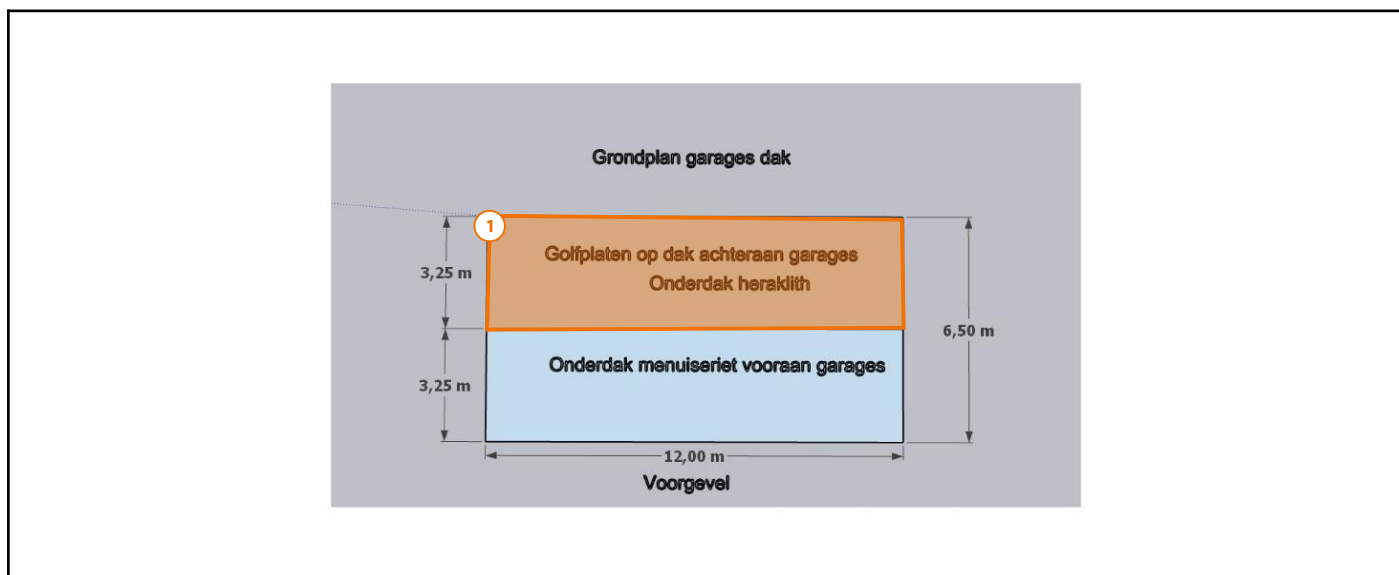 Grondplan garages dak
1
Golfplaten op dak achteraan garages
3,25 m
Onderdak heraklith
6,50 m
Onderdak menuiseriet vooraan garages
3,25 m
12,00 m
Voorgevel